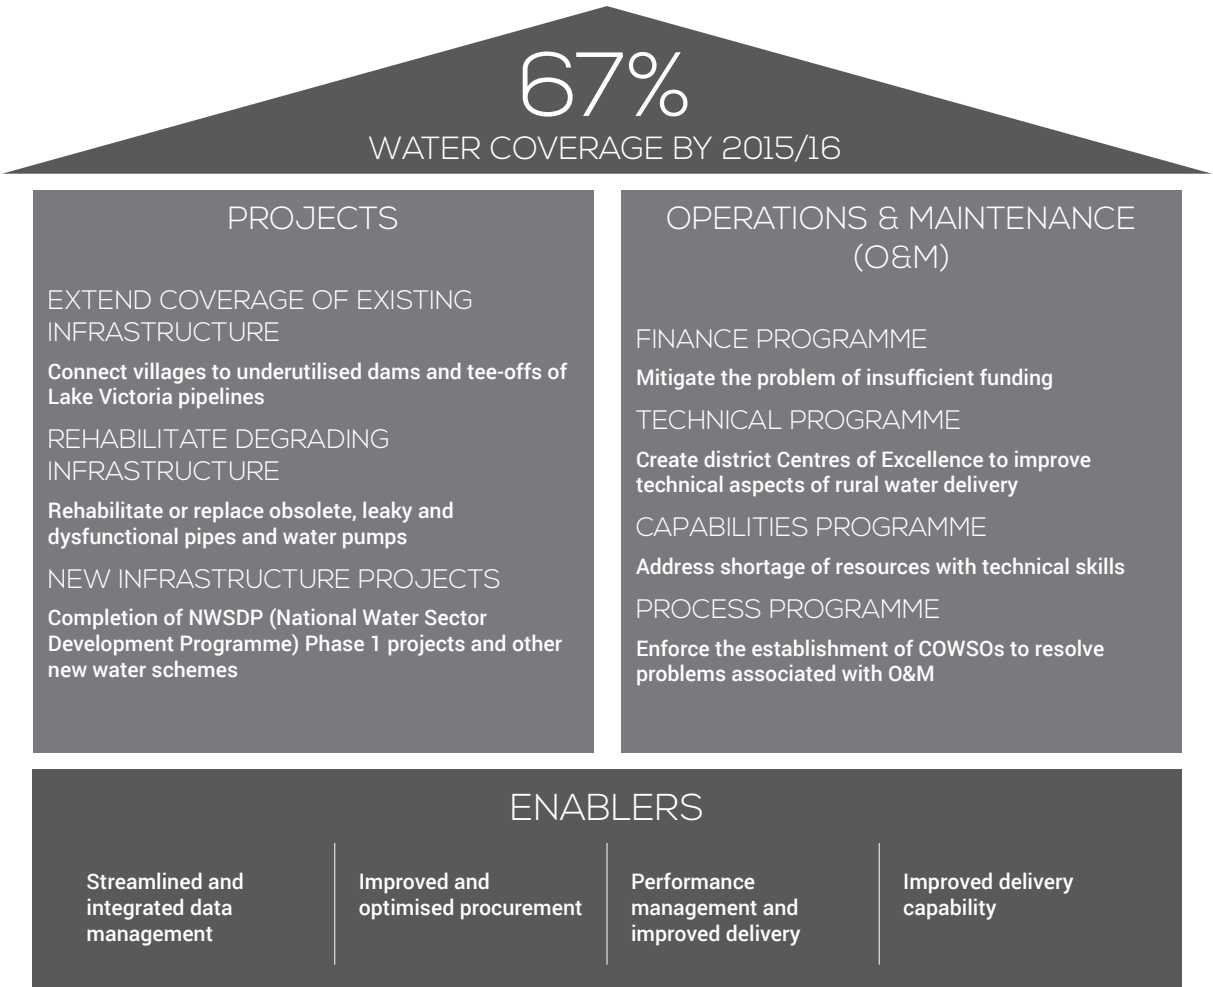 67%
WATER COVERAGE BY 2015/16
PROJECTS
EXTEND COVERAGE OF EXISTING
INFRASTRUCTURE
Connect villages to underutilised dams and tee-offs of
Lake Victoria pipelines
REHABILITATE DEGRADING
INFRASTRUCTURE
Rehabilitate or replace obsolete, leaky and
dysfunctional pipes and water pumps
NEW INFRASTRUCTURE PROJECTS
Completion of NWSDP (National Water Sector
Development Programme) Phase 1 projects and other
new water schemes
OPERATIONS & MAINTENANCE
(O&M)
FINANCE PROGRAMME
Mitigate the problem of insufficient funding
TECHNICAL PROGRAMME
Create district Centres of Excellence to improve
technical aspects of rural water delivery
CAPABILITIES PROGRAMME
Address shortage of resources with technical skills
PROCESS PROGRAMME
Enforce the establishment of COWSOs to resolve
problems associated with O&M
ENABLERS
Streamlined and
integrated data
management
Improved and
optimised procurement
Performance
management and
improved delivery
Improved delivery
capability